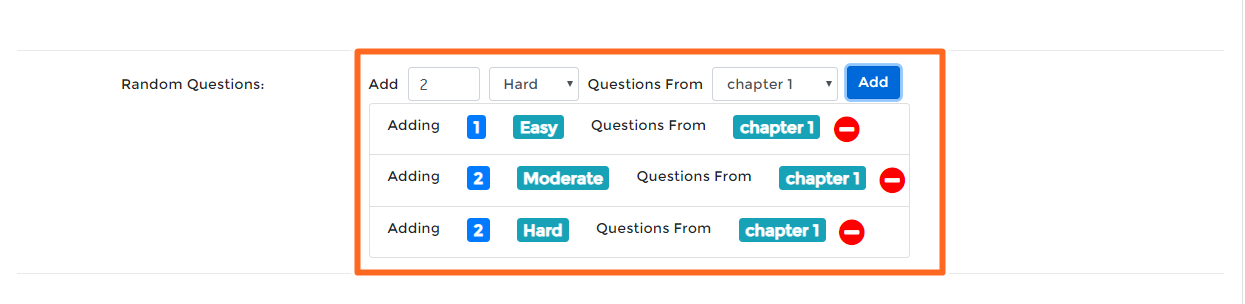 Random Questions: Add 2 Hard Questions From chapter 1 Add
Adding 1 Easy Questions From chapter 1
Adding 2 Moderate Questions From chapter 1
Adding 2 Hard Questions From chapter 1